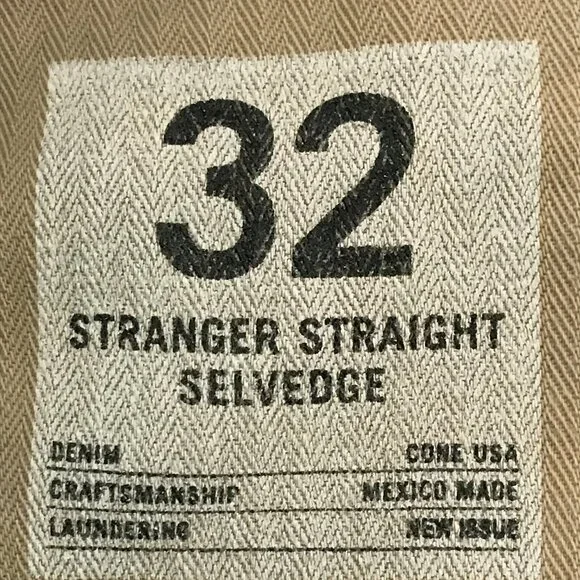 32
STRANGER STRAIGHT
SELVEDGE
DENIM CONE USA
CRAFTSMANSHIP MEXICO MADE
LAUNDERING NEW ISSUE